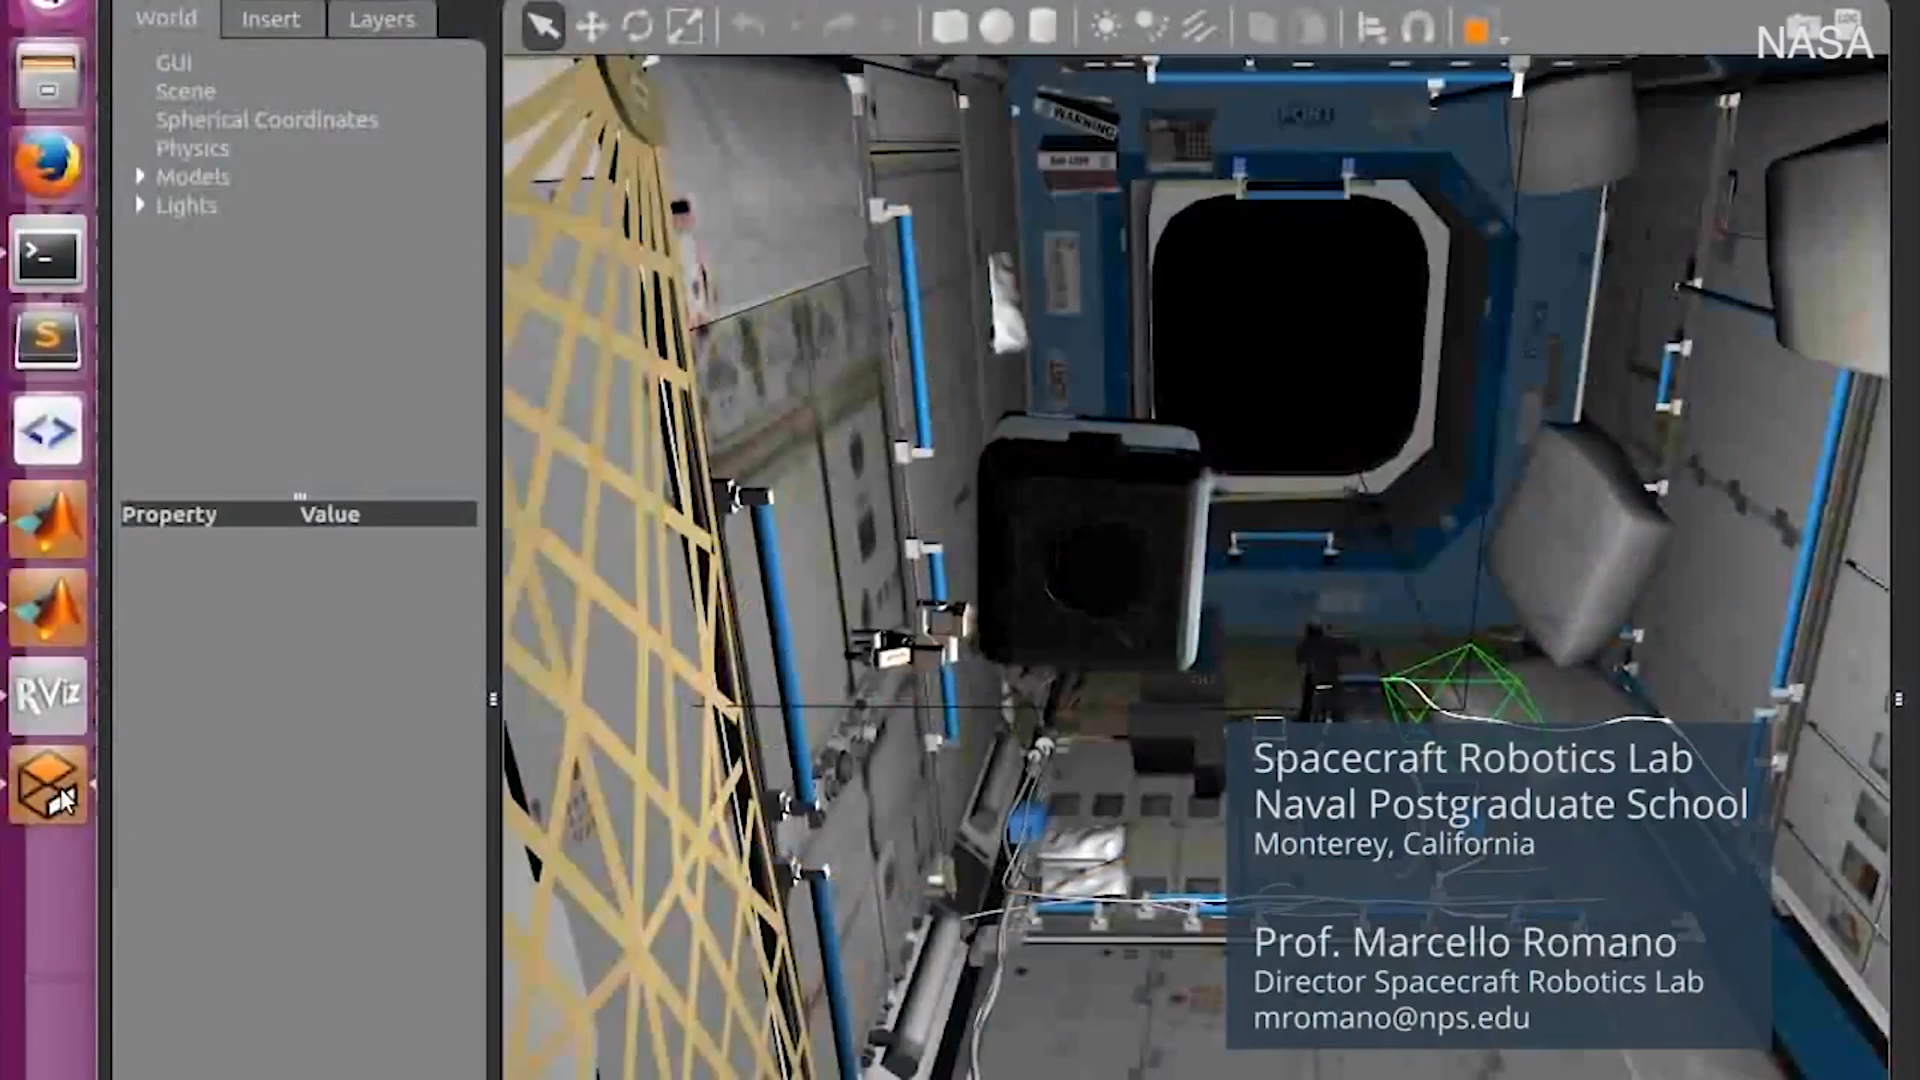 World Insert Layers
NASA
GUI
Scene
Spherical Coordinates
Physics
Models
Lights
Property Value
WARNING
PORT
S
RViz
Spacecraft Robotics Lab
Naval Postgraduate School
Monterey, California
Prof. Marcello Romano
Director Spacecraft Robotics Lab
mromano@nps.edu